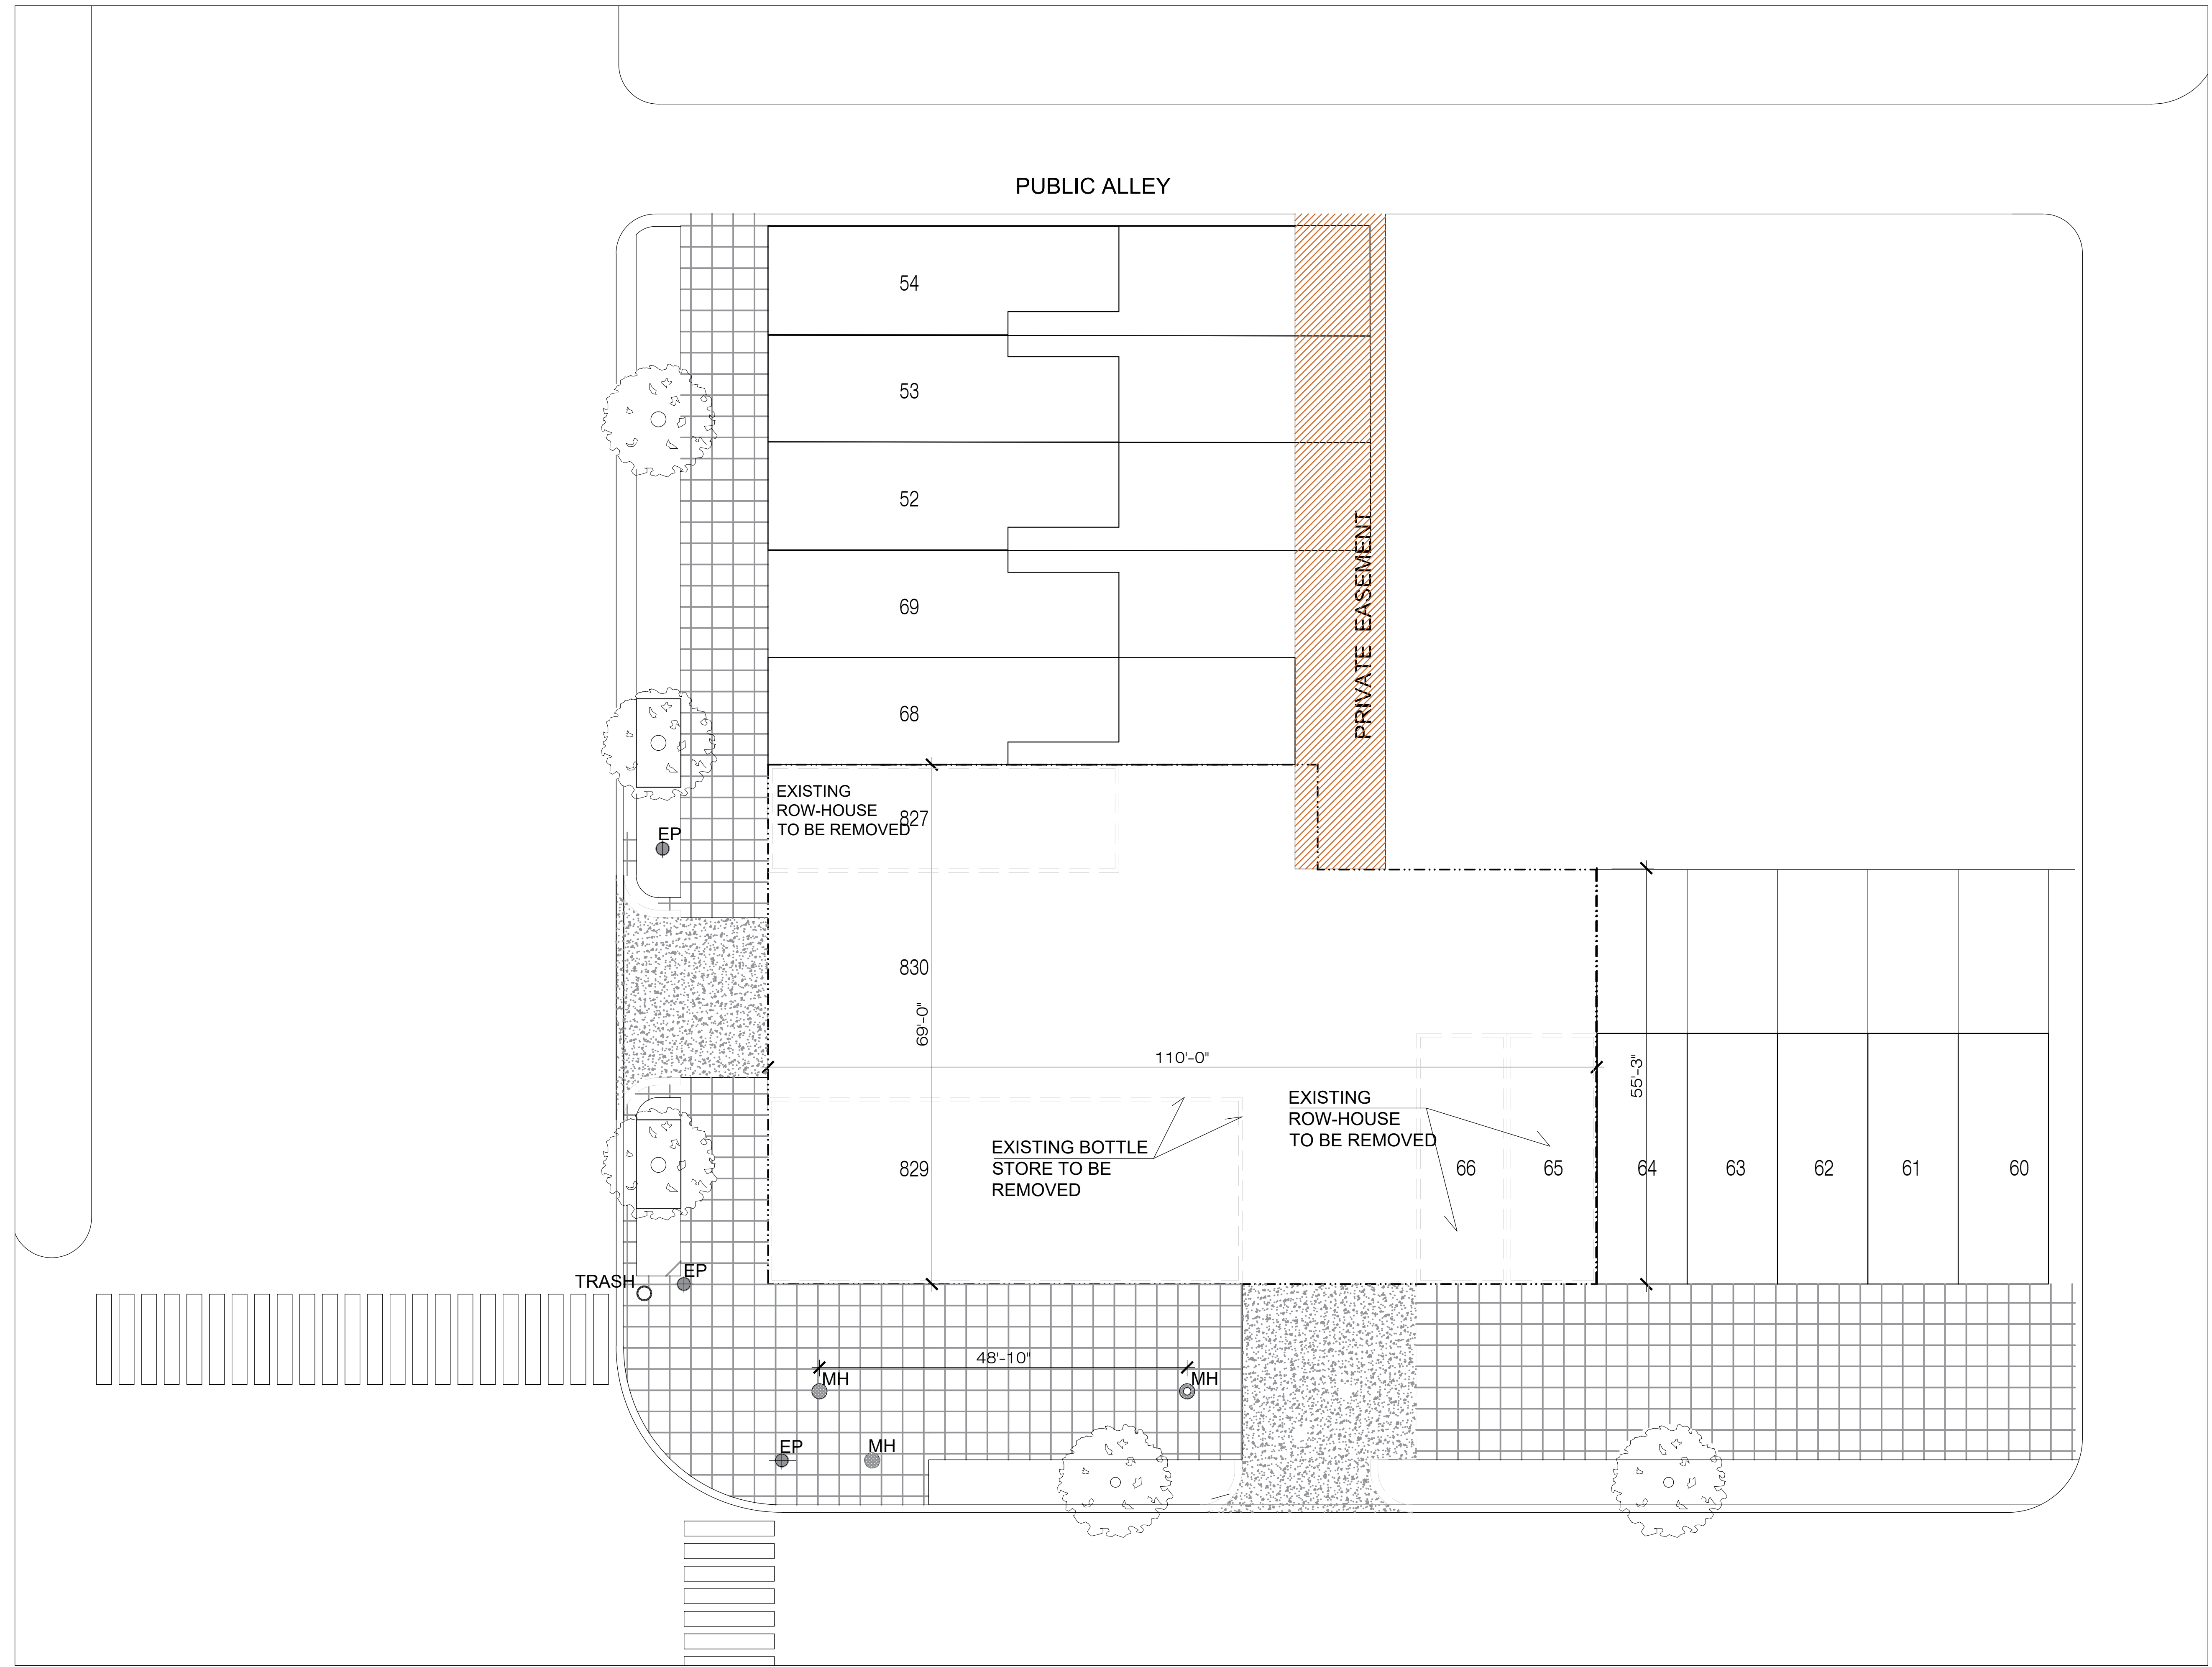 PUBLIC ALLEY
54
53
52
PRIVATE EASEMENT
69
68
EXISTING
ROW-HOUSE
TO BE REMOVED
827
EP
830
69'-0"
110'-0"
55'-3"
EXISTING
ROW-HOUSE
TO BE REMOVED
EXISTING BOTTLE
STORE TO BE
REMOVED
829
66
65
64
63
62
61
60
TRASH
EP
48'-10"
MH
MH
EP
MH